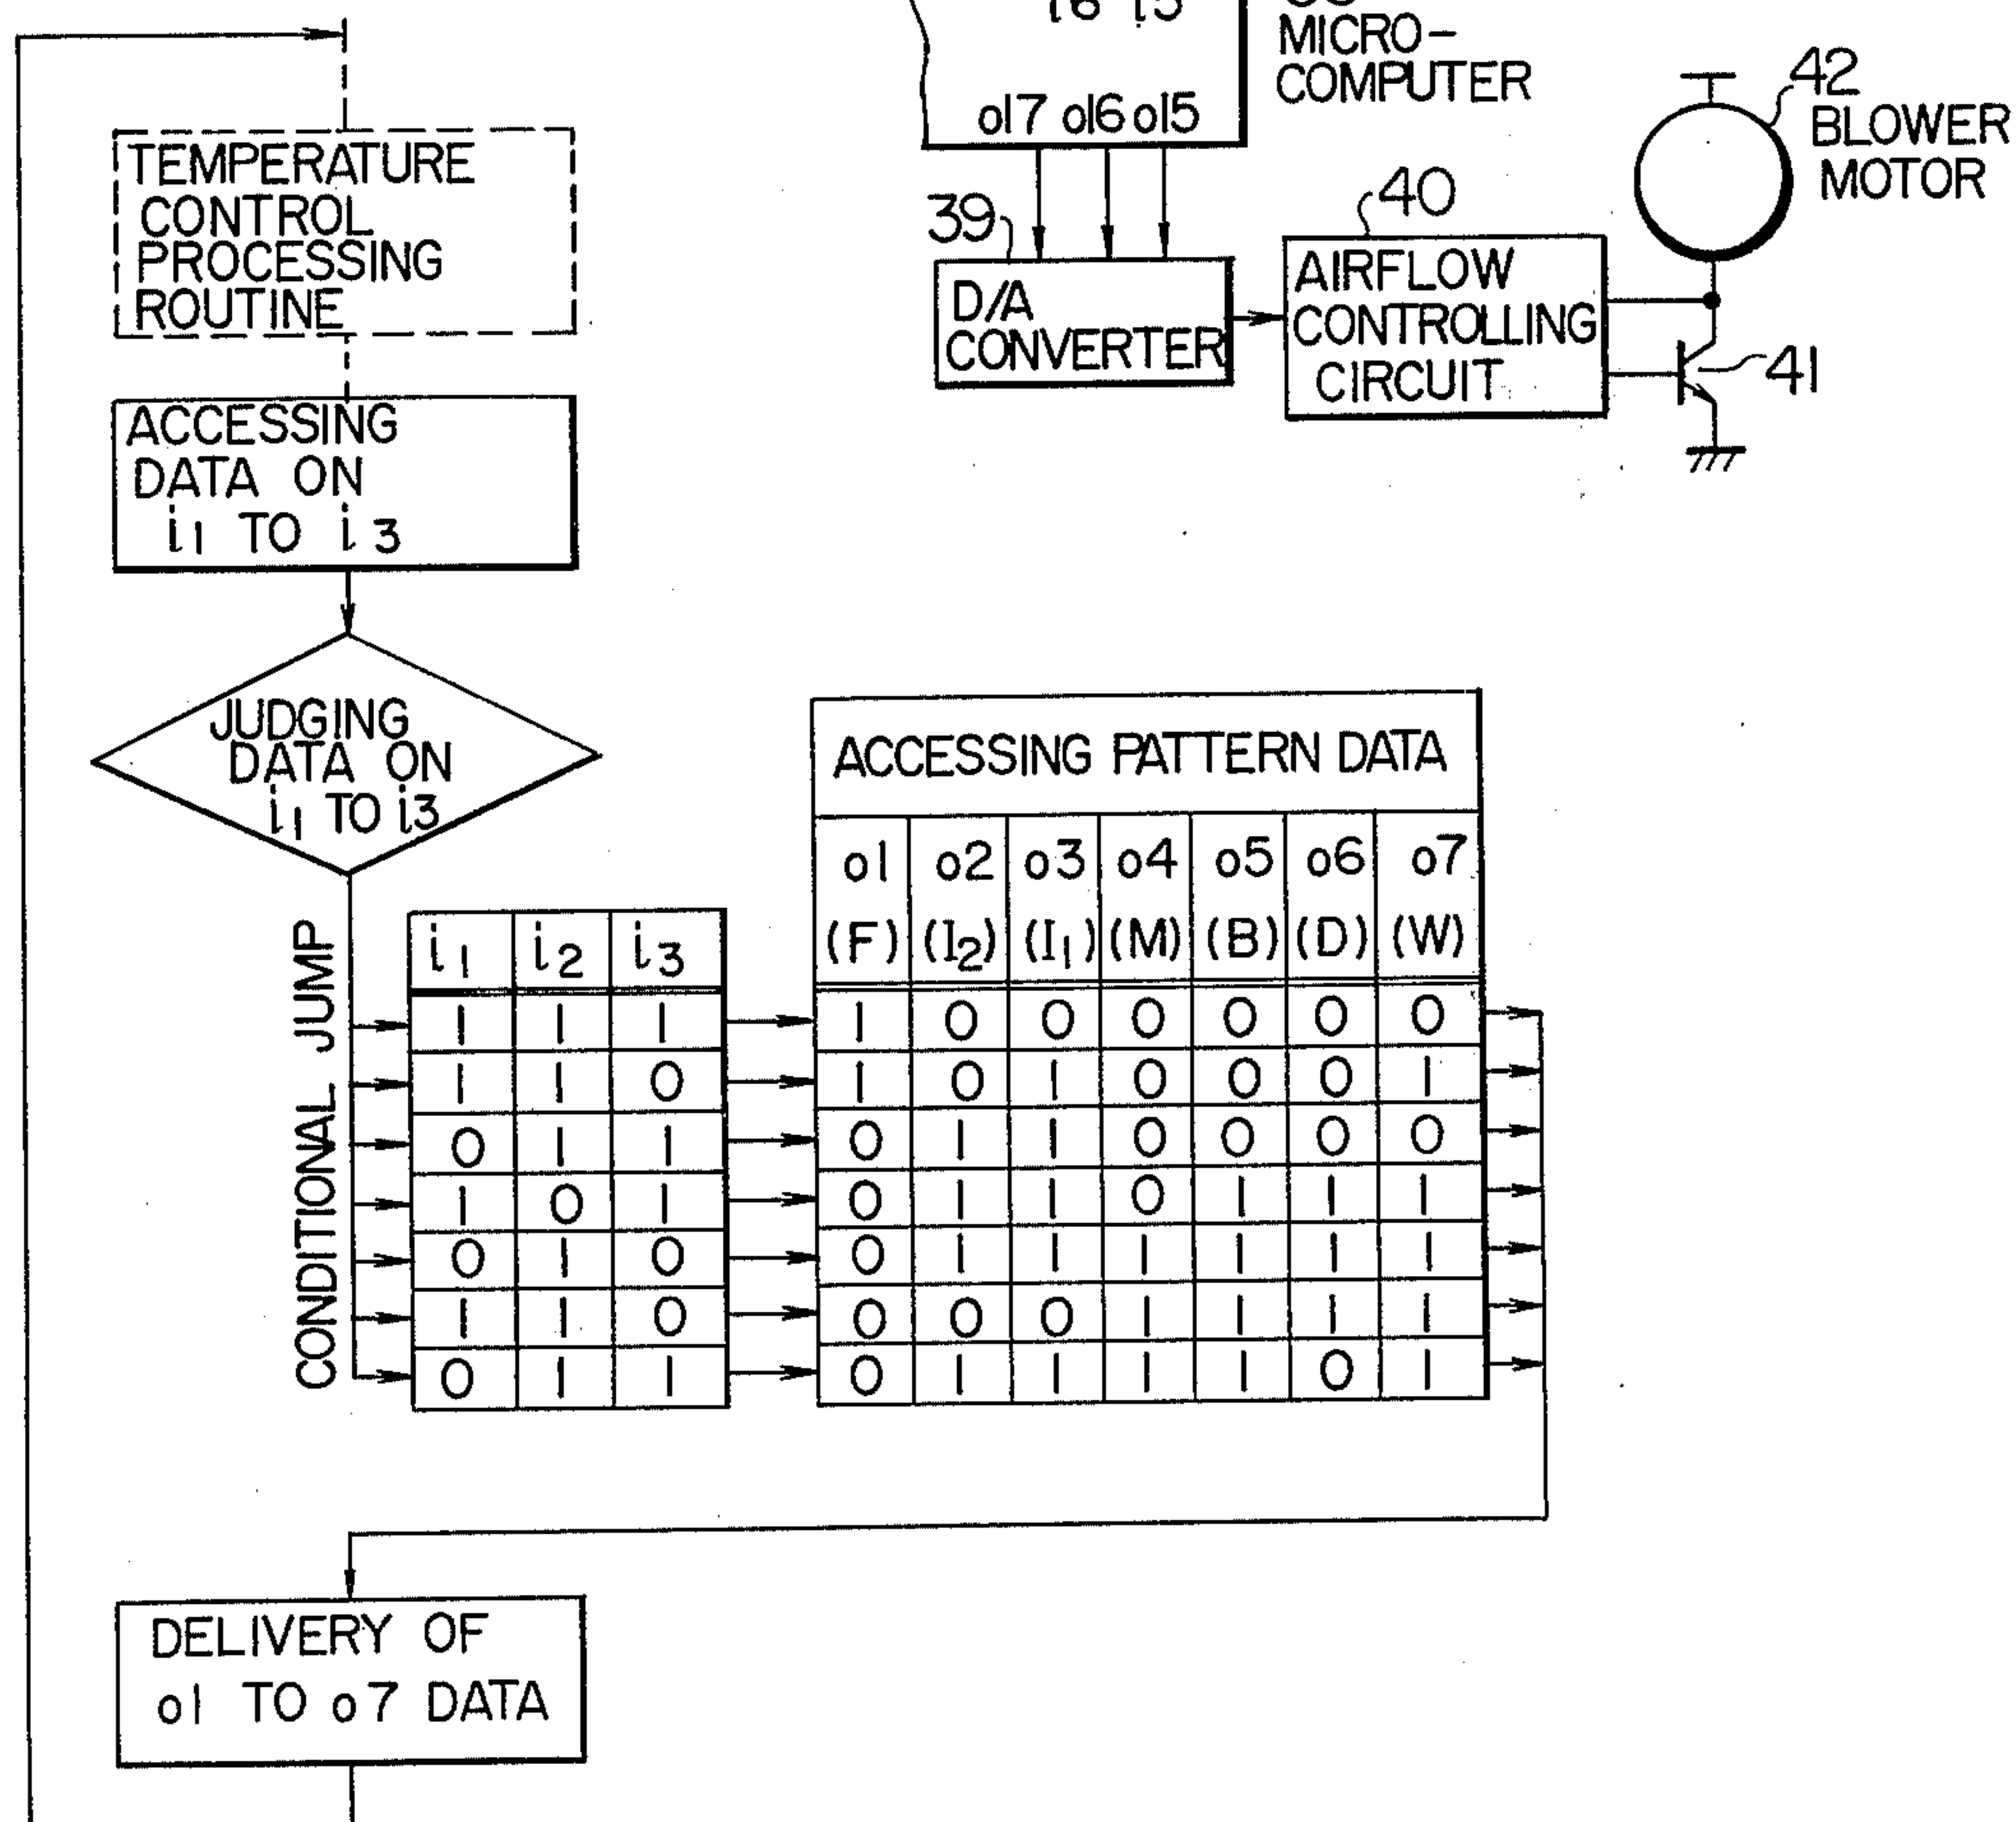 i6 i5
MICRO-
COMPUTER
o17 o16 o15
42
BLOWER
MOTOR
39
40
D/A
CONVERTER
AIRFLOW
CONTROLLING
CIRCUIT
41
TEMPERATURE
CONTROL
PROCESSING
ROUTINE
ACCESSING
DATA ON
i1 TO i3
JUDGING
DATA ON
i1 TO i3
CONDITIONAL JUMP
i1 i2 i3
1 1 1
1 1 0
0 1 1
1 0 1
0 1 0
1 1 0
0 1 1
ACCESSING PATTERN DATA
o1 o2 o3 o4 o5 o6 o7
(F) (I2) (I1) (M) (B) (D) (W)
1 0 0 0 0 0 0
1 0 1 0 0 0 1
0 1 1 0 0 0 0
0 1 1 0 1 1 1
0 1 1 1 1 1 1
0 0 0 1 1 1 1
0 1 1 1 1 0 1
DELIVERY OF
o1 TO o7 DATA